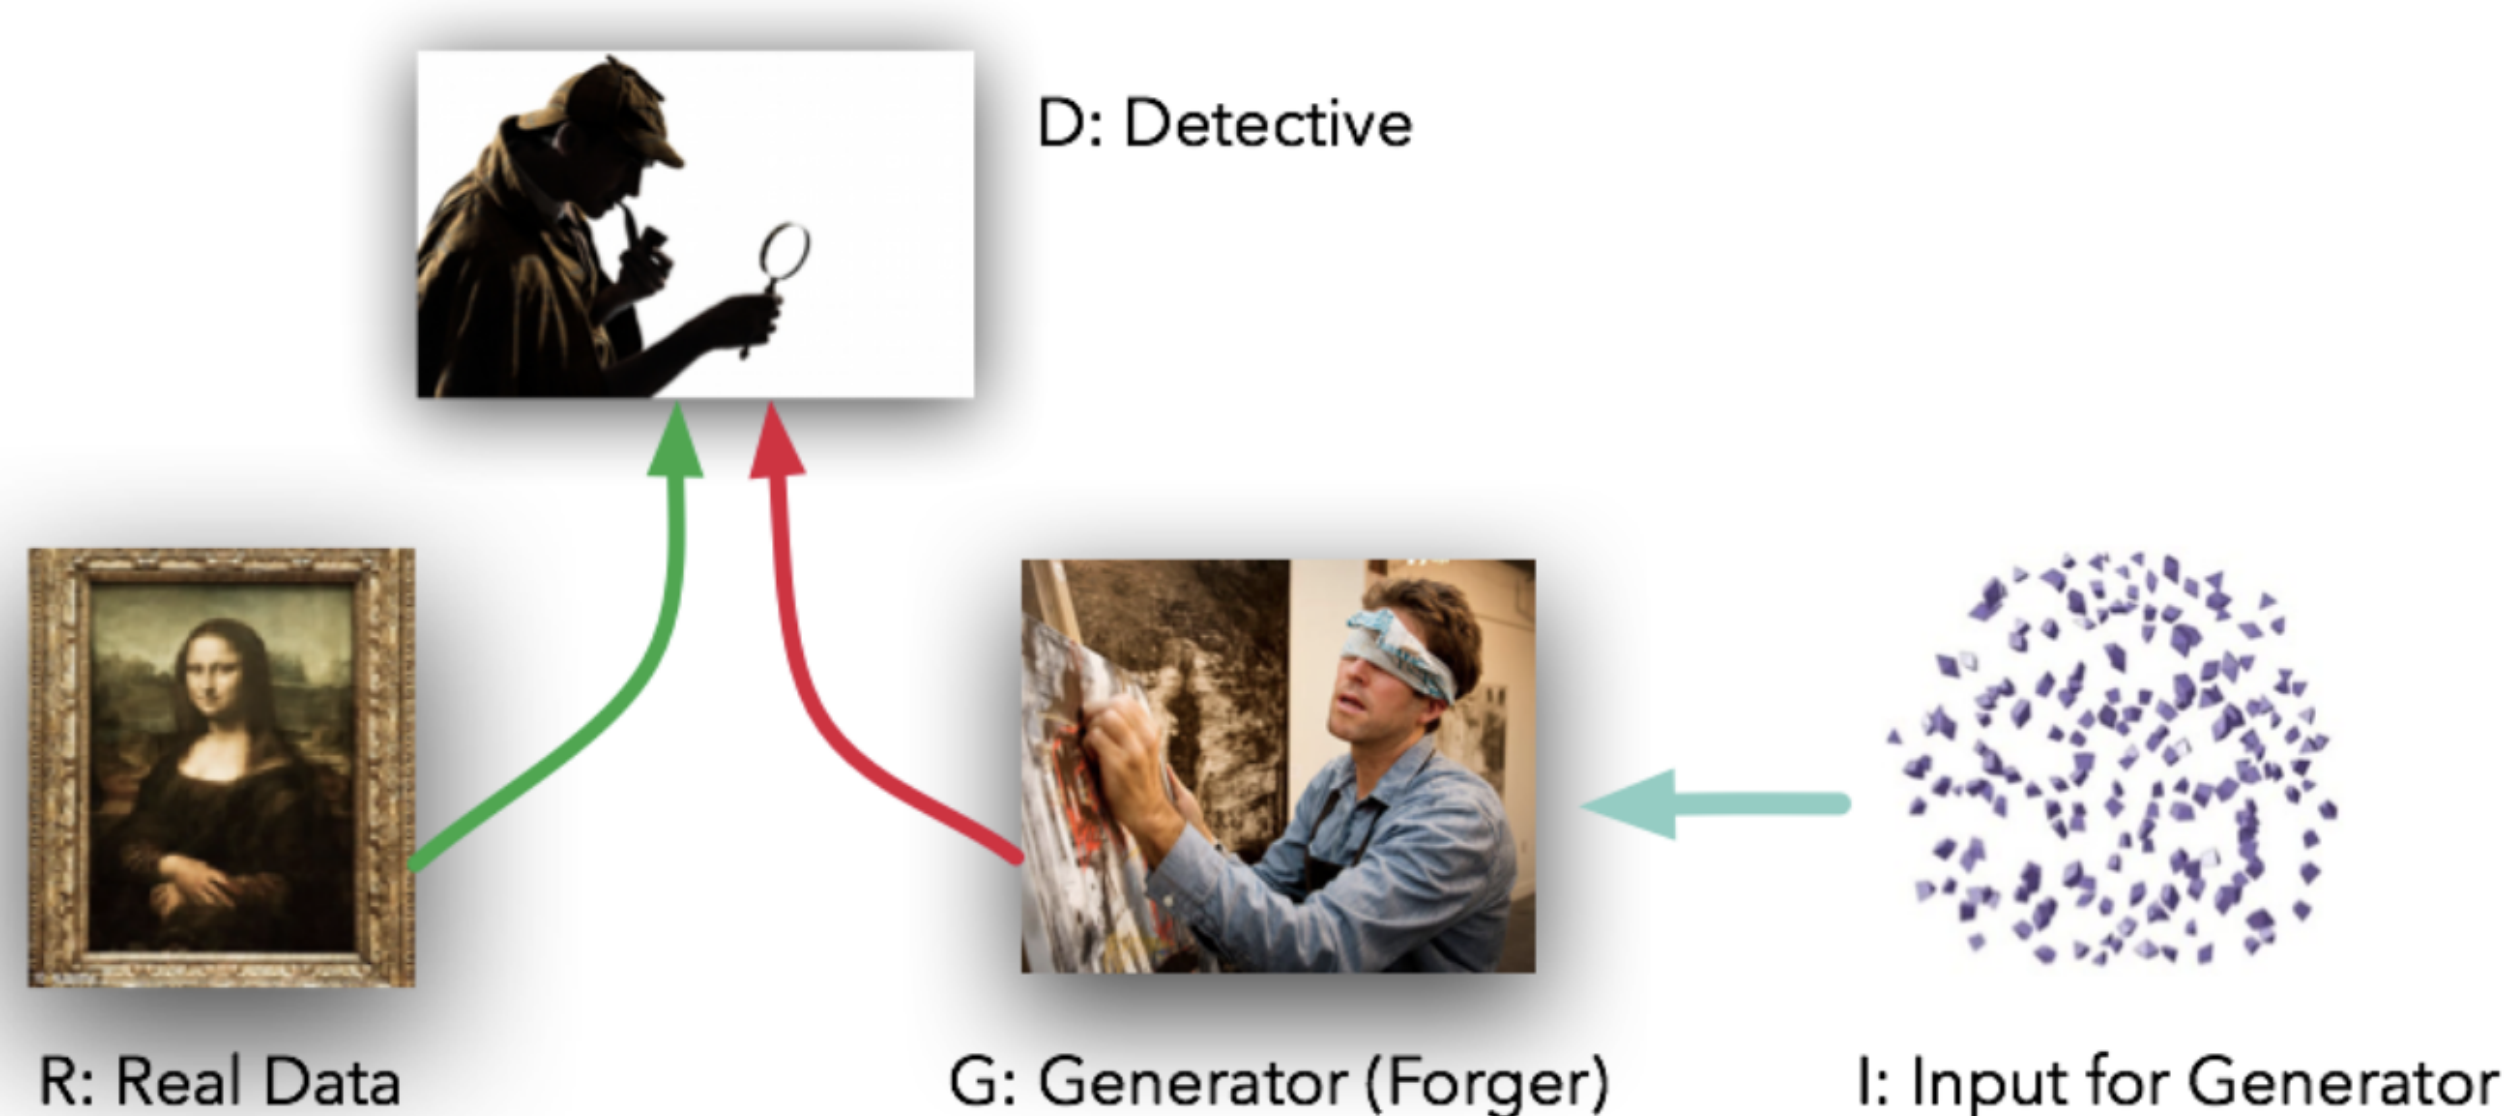 D: Detective
R: Real Data
G: Generator (Forger)
I: Input for Generator